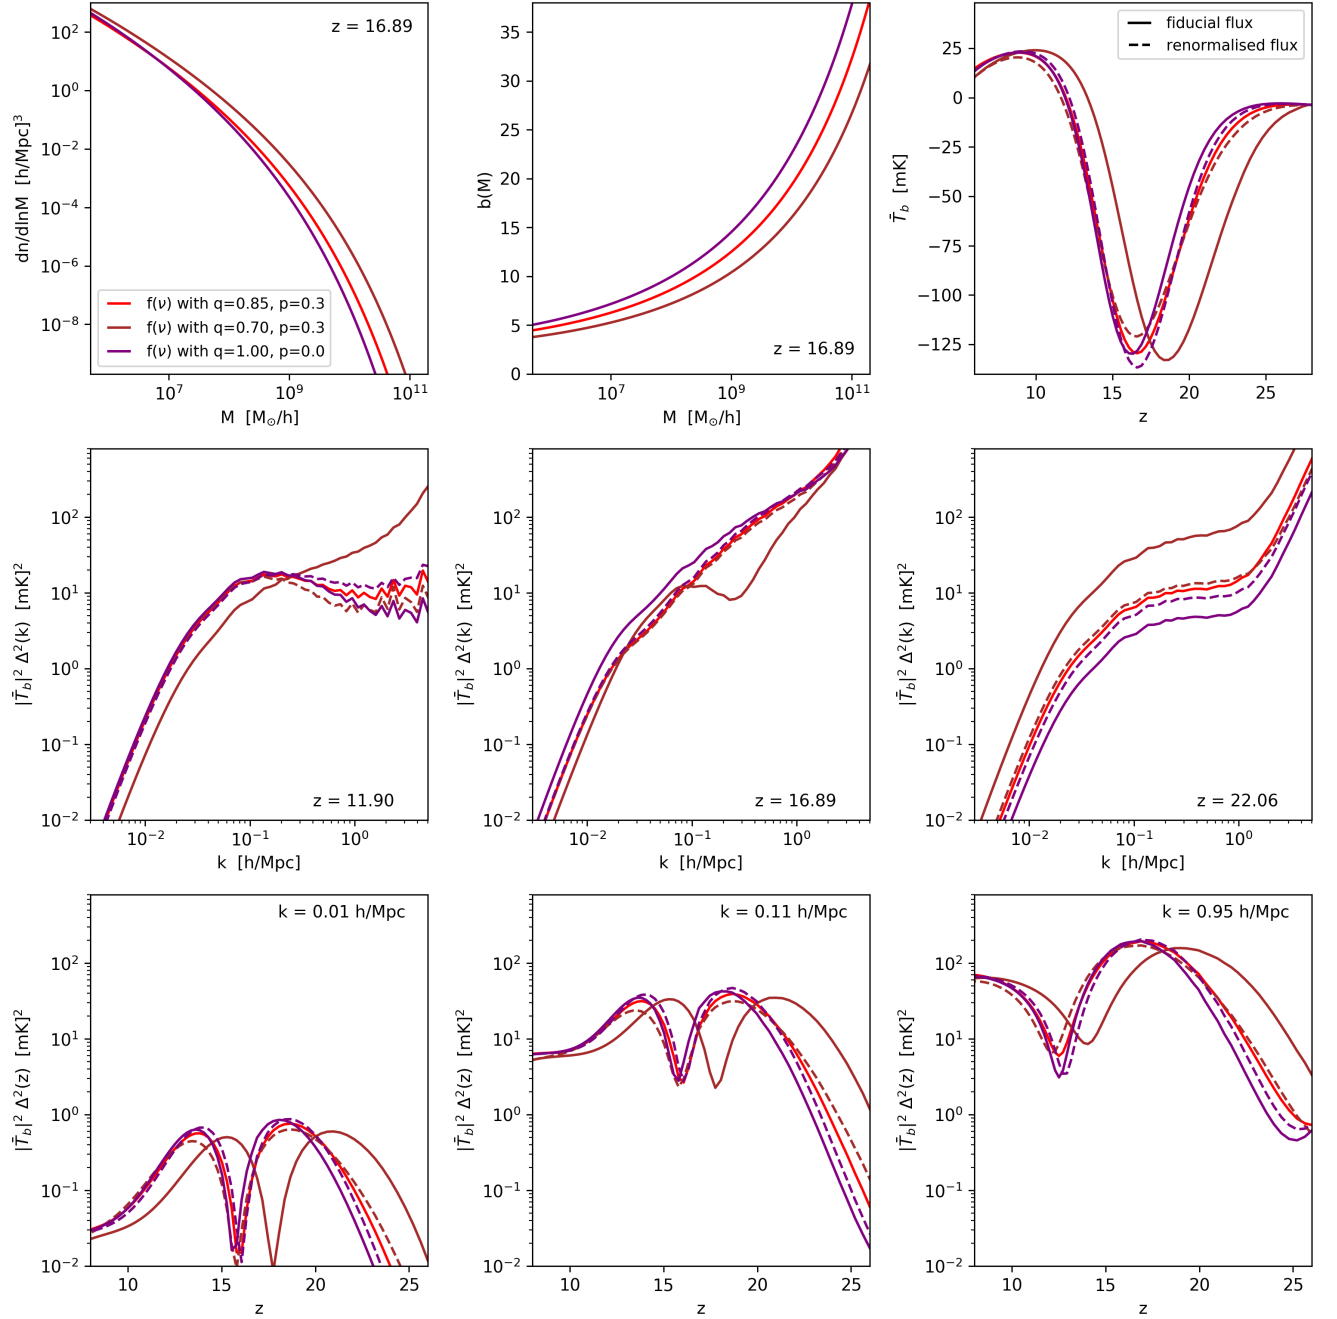 10² 10⁰ 10⁻² 10⁻⁴ 10⁻⁶ 10⁻⁸
dn/dlnM [h/Mpc]³
z = 16.89
f(ν) with q=0.85, p=0.3
f(ν) with q=0.70, p=0.3
f(ν) with q=1.00, p=0.0
10⁷ 10⁹ 10¹¹
M [M☉/h]
35 30 25 20 15 10 5 0
b(M)
z = 16.89
10⁷ 10⁹ 10¹¹
M [M☉/h]
fiducial flux
renormalised flux
25 0 −25 −50 −75 −100 −125
T̄_b [mK]
10 15 20 25
z
10² 10¹ 10⁰ 10⁻¹ 10⁻²
|T̄_b|² Δ²(k) [mK]²
z = 11.90
10⁻² 10⁻¹ 10⁰
k [h/Mpc]
10² 10¹ 10⁰ 10⁻¹ 10⁻²
|T̄_b|² Δ²(k) [mK]²
z = 16.89
10⁻² 10⁻¹ 10⁰
k [h/Mpc]
10² 10¹ 10⁰ 10⁻¹ 10⁻²
|T̄_b|² Δ²(k) [mK]²
z = 22.06
10⁻² 10⁻¹ 10⁰
k [h/Mpc]
k = 0.01 h/Mpc
10² 10¹ 10⁰ 10⁻¹ 10⁻²
|T̄_b|² Δ²(z) [mK]²
10 15 20 25
z
k = 0.11 h/Mpc
10² 10¹ 10⁰ 10⁻¹ 10⁻²
|T̄_b|² Δ²(z) [mK]²
10 15 20 25
z
k = 0.95 h/Mpc
10² 10¹ 10⁰ 10⁻¹ 10⁻²
|T̄_b|² Δ²(z) [mK]²
10 15 20 25
z